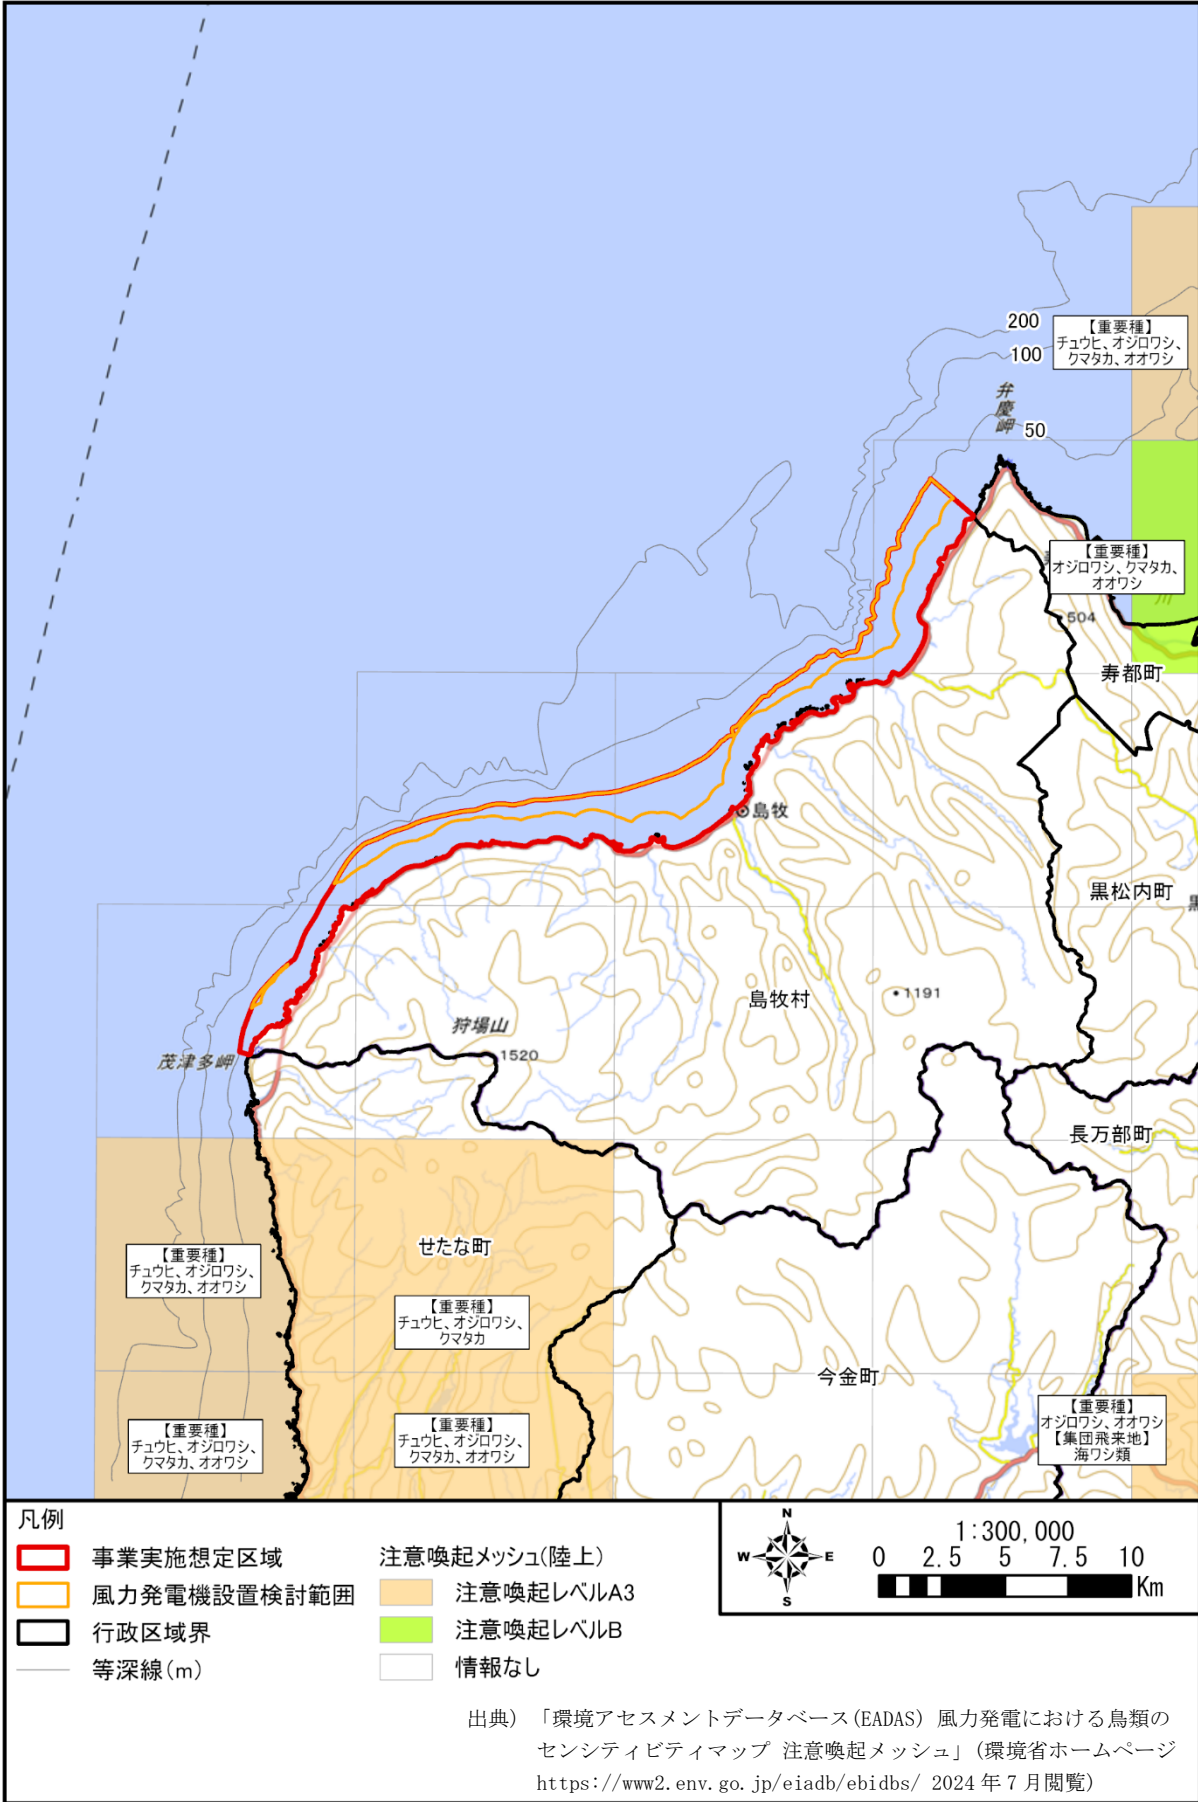 200
【重要種】
チュウヒ、オジロワシ、
クマタカ、オオワシ
100
弁慶岬
50
【重要種】
オジロワシ、クマタカ、
オオワシ
川
504
寿都町
島牧
黒松内町
黒
島牧村
1191
狩場山
1520
茂津多岬
長万部町
せたな町
【重要種】
チュウヒ、オジロワシ、
クマタカ、オオワシ
【重要種】
チュウヒ、オジロワシ、
クマタカ
今金町
【重要種】
オジロワシ、オオワシ
【集団飛来地】
海ワシ類
【重要種】
チュウヒ、オジロワシ、
クマタカ、オオワシ
【重要種】
チュウヒ、オジロワシ、
クマタカ、オオワシ
凡例
事業実施想定区域
風力発電機設置検討範囲
行政区域界
等深線(m)
注意喚起メッシュ(陸上)
注意喚起レベルA3
注意喚起レベルB
情報なし
N
W E
S
1:300,000
0 2.5 5 7.5 10
Km
出典) 「環境アセスメントデータベース(EADAS) 風力発電における鳥類の
センシティビティマップ 注意喚起メッシュ」(環境省ホームページ
https://www2.env.go.jp/eiadb/ebidbs/ 2024年7月閲覧)